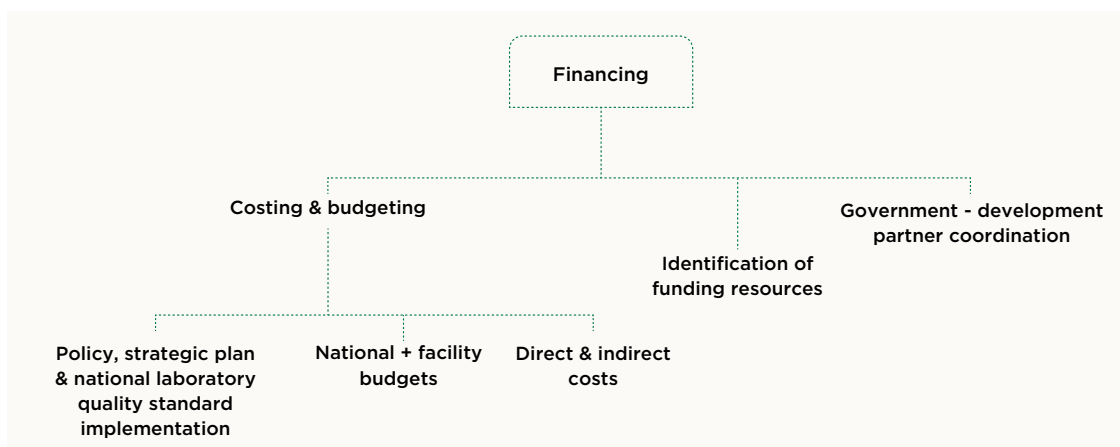 Financing
Costing & budgeting
Government - development
partner coordination
Identification of
funding resources
Policy, strategic plan
& national laboratory
quality standard
implementation
National + facility
budgets
Direct & indirect
costs